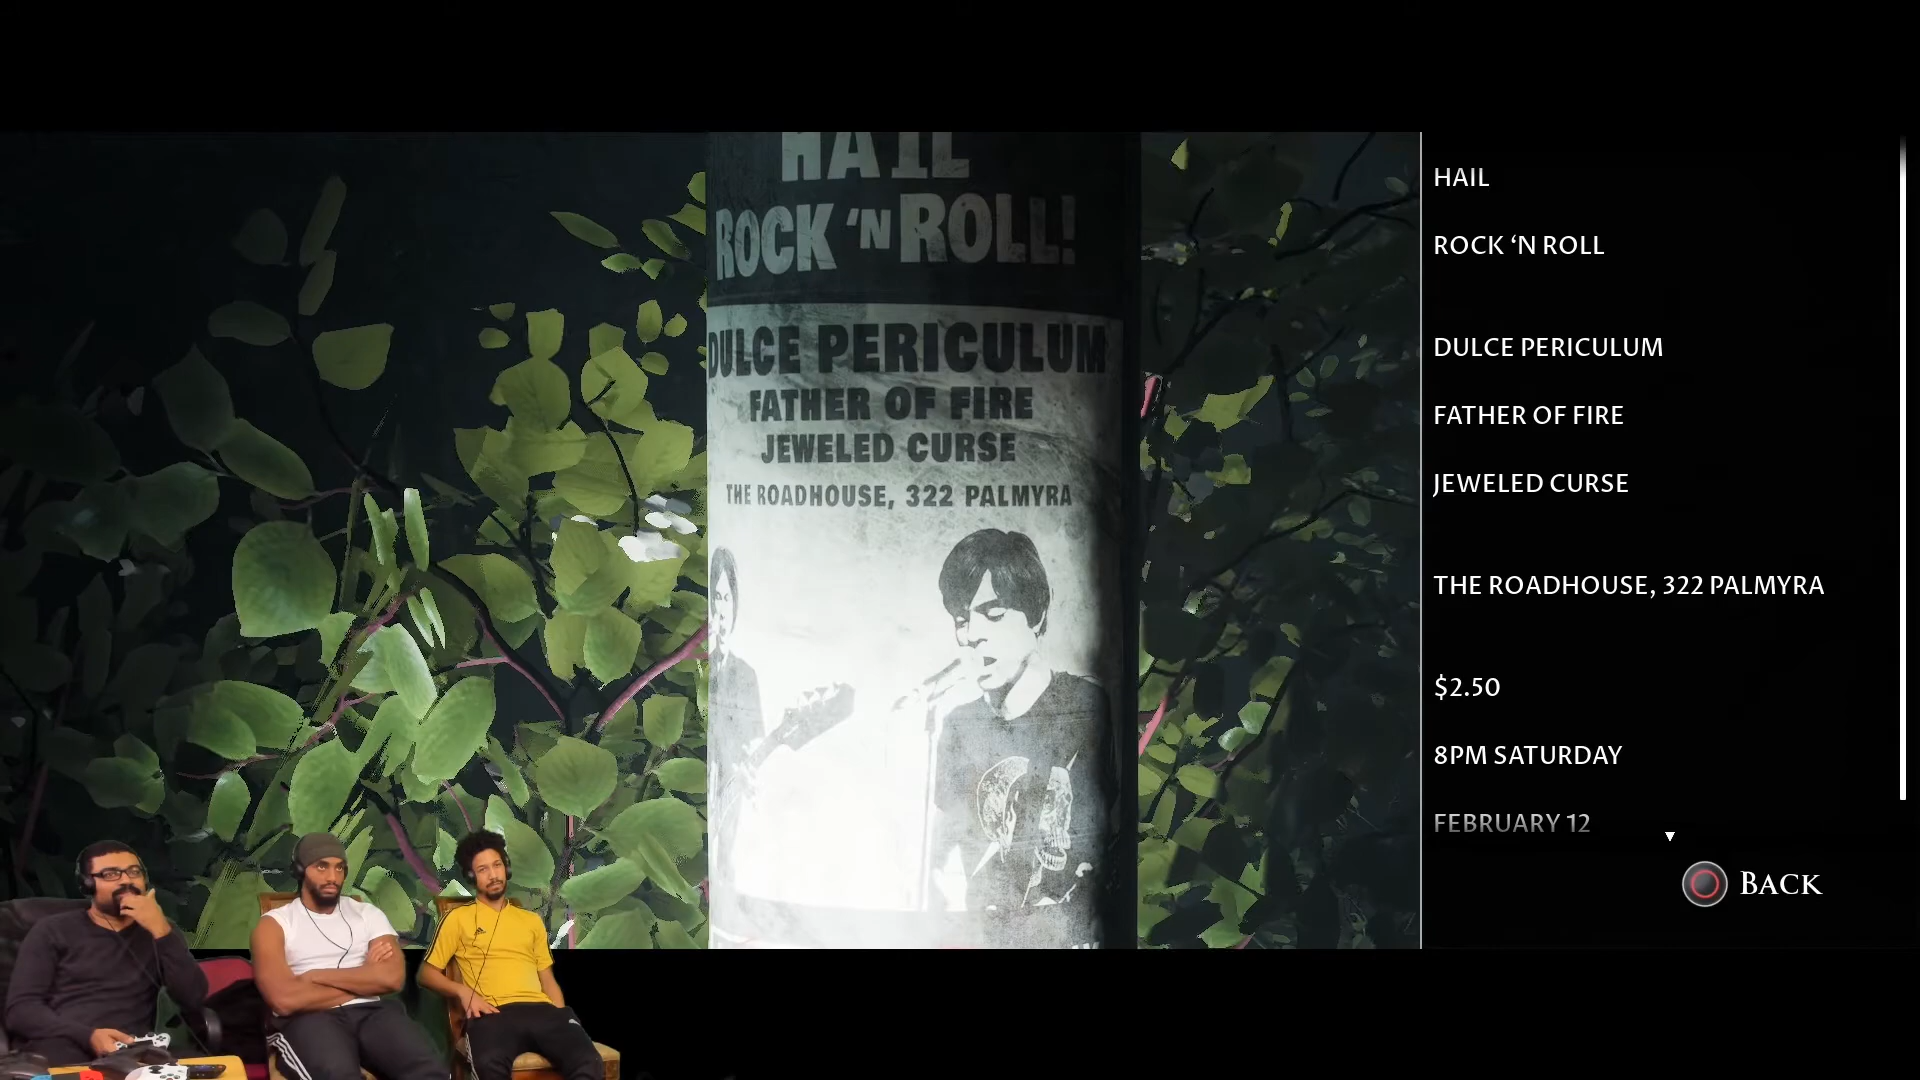 HAIL
ROCK 'N ROLL!
DULCE PERICULUM
FATHER OF FIRE
JEWELED CURSE
THE ROADHOUSE, 322 PALMYRA
HAIL
ROCK ‘N ROLL
DULCE PERICULUM
FATHER OF FIRE
JEWELED CURSE
THE ROADHOUSE, 322 PALMYRA
$2.50
8PM SATURDAY
FEBRUARY 12
BACK